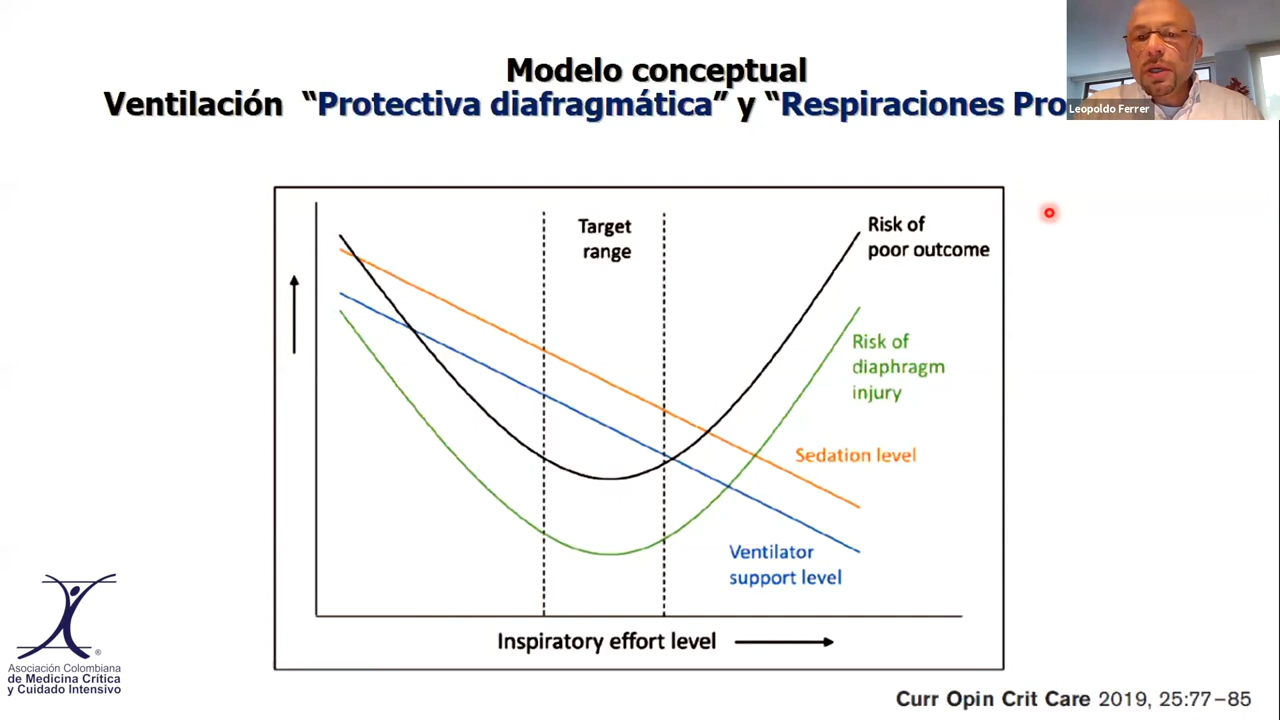 Modelo conceptual
Ventilación “Protectiva diafragmática” y “Respiraciones Pro
Leopoldo Ferrer
Target
range
Risk of
poor outcome
Risk of
diaphragm
injury
Sedation level
Ventilator
support level
Inspiratory effort level
®
Asociación Colombiana
de Medicina Crítica
y Cuidado Intensivo
Curr Opin Crit Care 2019, 25:77–85